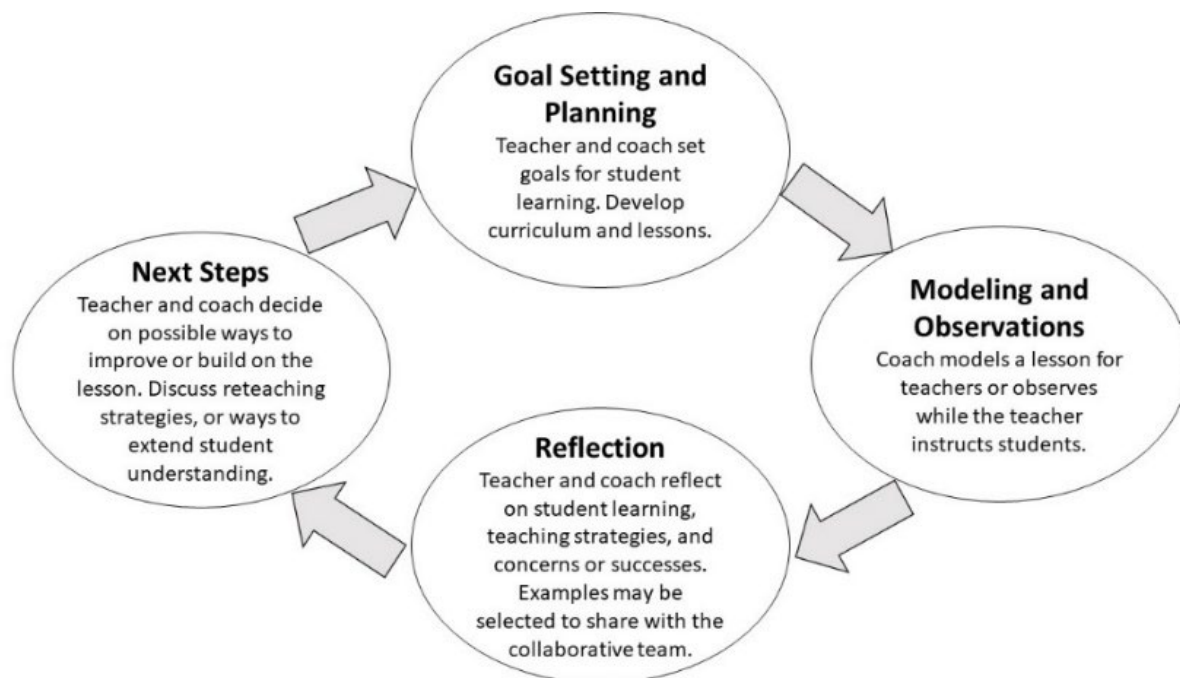 Goal Setting and
Planning
Teacher and coach set
goals for student
learning. Develop
curriculum and lessons.
Modeling and
Observations
Coach models a lesson for
teachers or observes
while the teacher
instructs students.
Reflection
Teacher and coach reflect
on student learning,
teaching strategies, and
concerns or successes.
Examples may be
selected to share with the
collaborative team.
Next Steps
Teacher and coach decide
on possible ways to
improve or build on the
lesson. Discuss reteaching
strategies, or ways to
extend student
understanding.